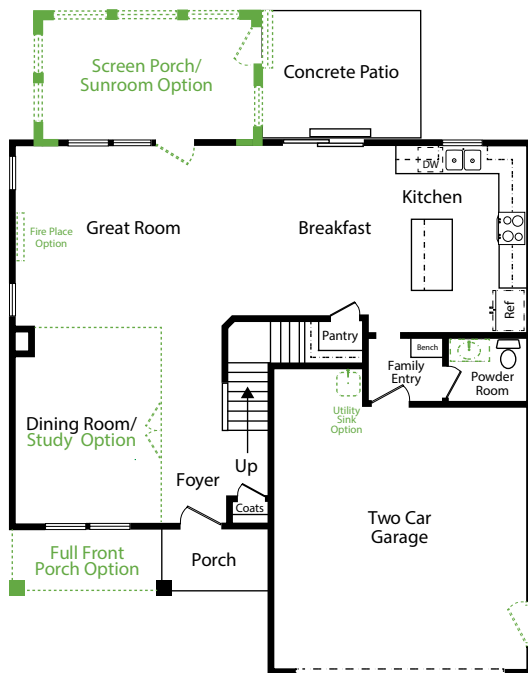 Screen Porch/
Sunroom Option
Concrete Patio
DW
Kitchen
Great Room
Breakfast
Fire Place
Option
Ref
Pantry
Bench
Family
Entry
Powder
Room
Utility
Sink
Option
Dining Room/
Study Option
Up
Foyer
Coats
Two Car
Garage
Full Front
Porch Option
Porch